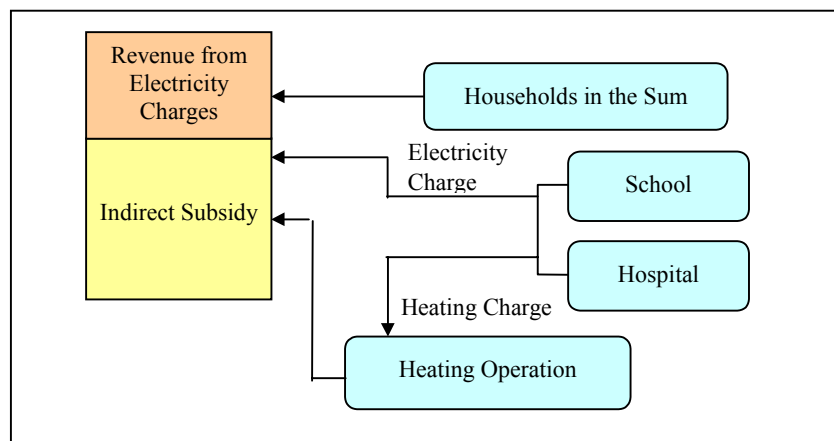 Revenue from
Electricity
Charges
Households in the Sum
Electricity
Charge
School
Indirect Subsidy
Hospital
Heating Charge
Heating Operation